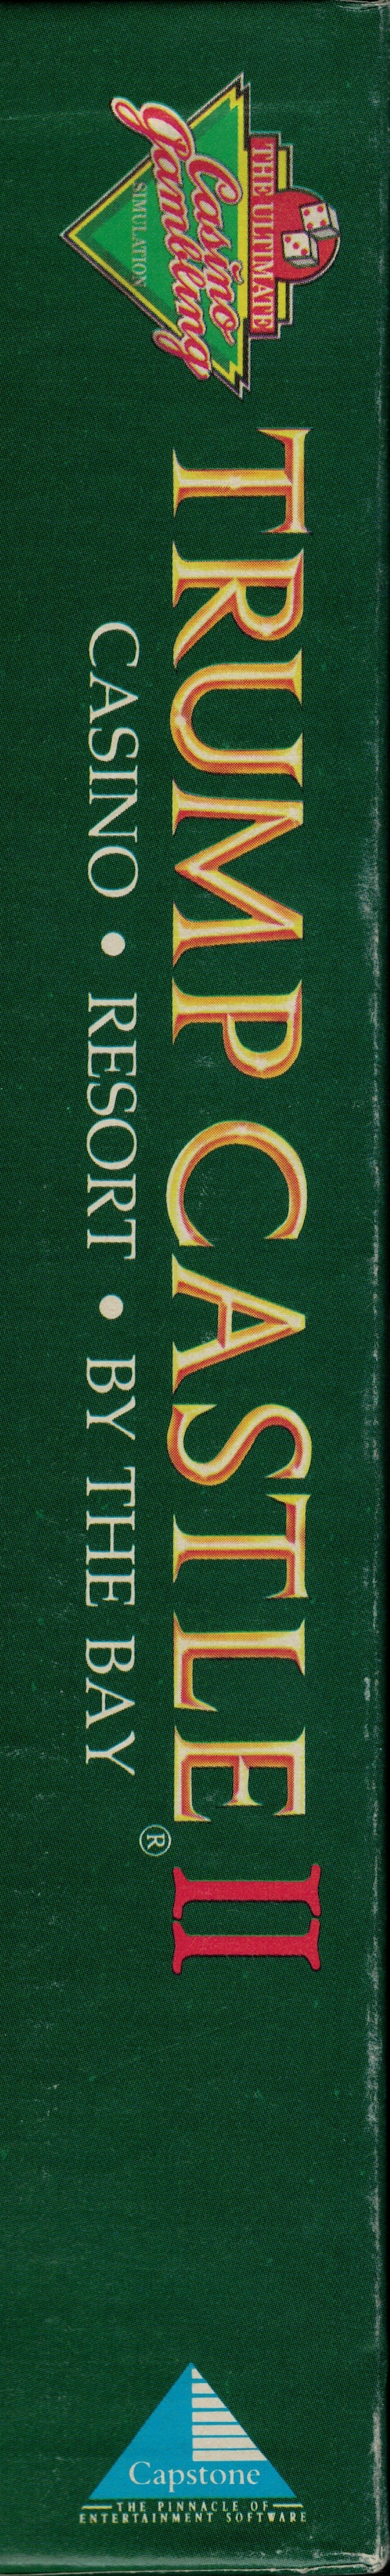 THE ULTIMATE
Casino
Gambling
SIMULATION
TRUMP CASTLE II
CASINO • RESORT • BY THE BAY ®
Capstone
THE PINNACLE OF
ENTERTAINMENT SOFTWARE